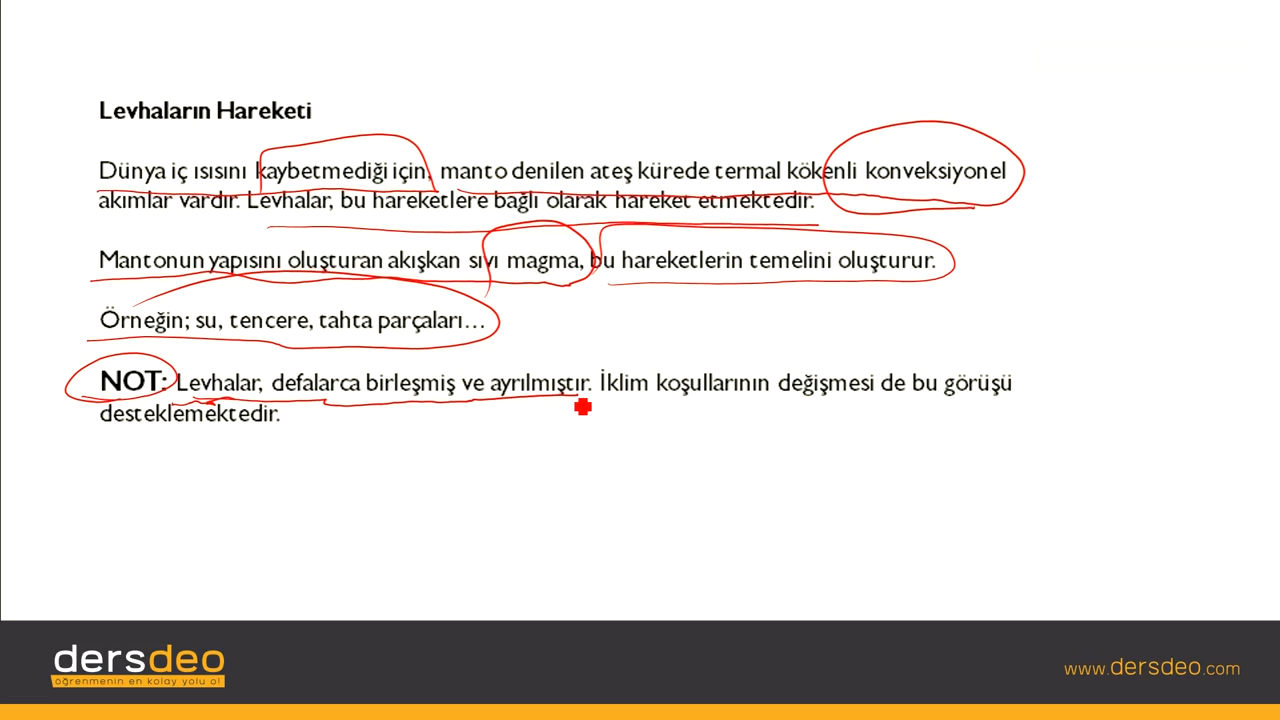 Levhaların Hareketi
Dünya iç ısısını kaybetmediği için, manto denilen ateş kürede termal kökenli konveksiyonel
akımlar vardır. Levhalar, bu hareketlere bağlı olarak hareket etmektedir.
Mantonun yapısını oluşturan akışkan sıvı magma, bu hareketlerin temelini oluşturur.
Örneğin; su, tencere, tahta parçaları...
NOT: Levhalar, defalarca birleşmiş ve ayrılmıştır. İklim koşullarının değişmesi de bu görüşü
desteklemektedir.
dersdeo
öğrenmenin en kolay yolu o!
www.dersdeo.com